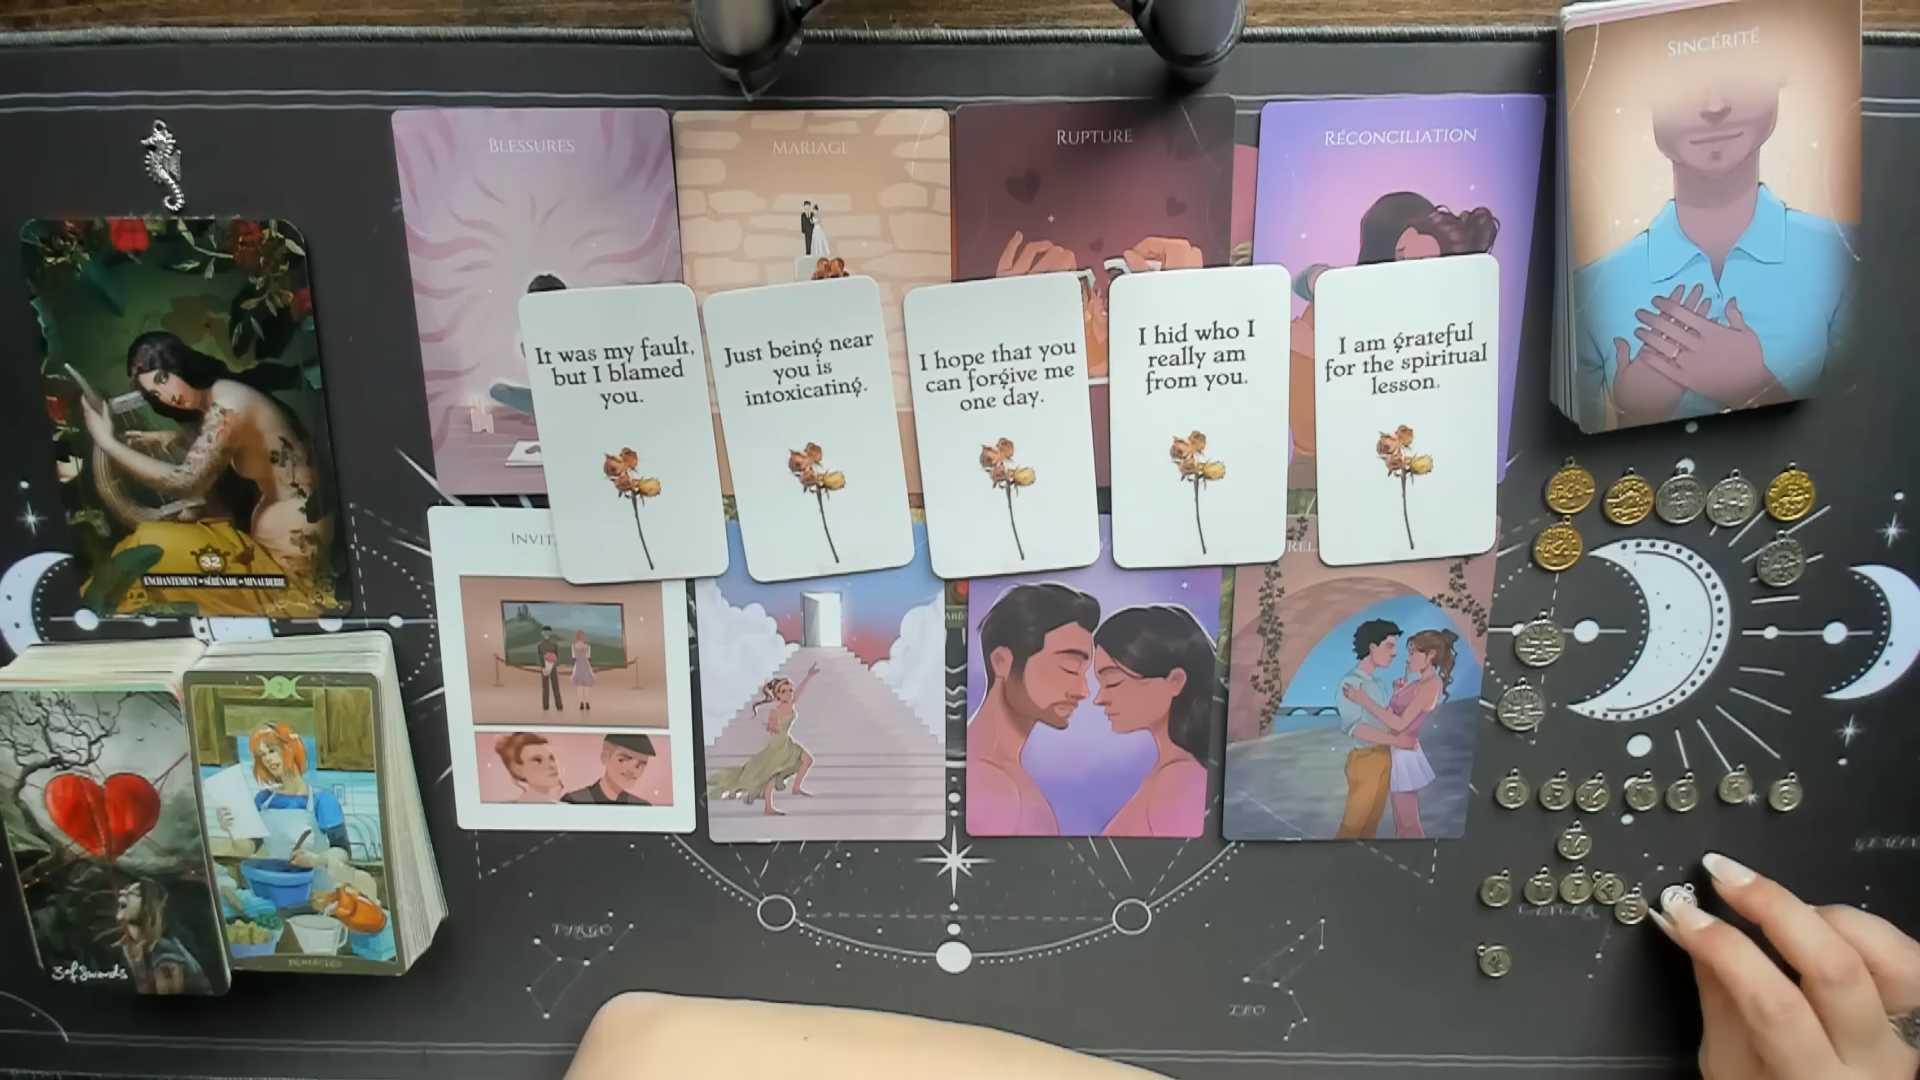 BLESSURES
MARIAGE
RUPTURE
RÉCONCILIATION
SINCÉRITÉ
It was my fault,
but I blamed
you.
Just being near
you is
intoxicating.
I hope that you
can forgive me
one day.
I hid who I
really am
from you.
I am grateful
for the spiritual
lesson.
32
ENCHANTEMENT • SÉRÉNADE • MINAUDERIE
3 of Swords
PENTACLES
VIRGO
LEO
CANCER